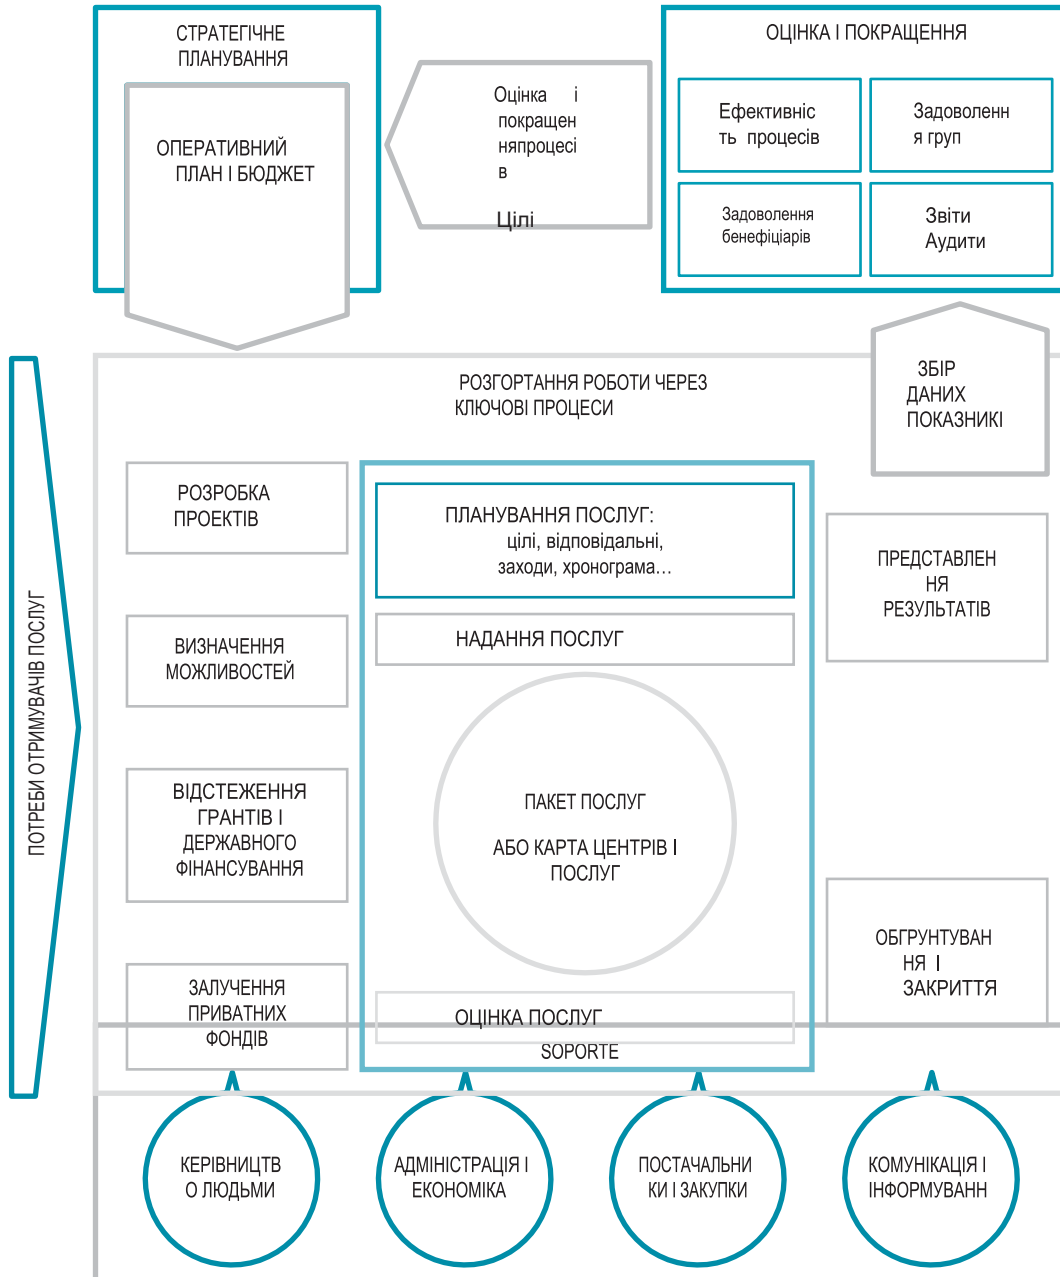 СТРАТЕГІЧНЕ
ПЛАНУВАННЯ
ОПЕРАТИВНИЙ
ПЛАН І БЮДЖЕТ
Оцінка і
покращен
няпроцесі
в
Цілі
ОЦІНКА І ПОКРАЩЕННЯ
Ефективніс
ть процесів
Задоволенн
я груп
Задоволення
бенефіціарів
Звіти
Аудити
ЗБІР
ДАНИХ
ПОКАЗНИКІ
ПОТРЕБИ ОТРИМУВАЧІВ ПОСЛУГ
РОЗГОРТАННЯ РОБОТИ ЧЕРЕЗ
КЛЮЧОВІ ПРОЦЕСИ
РОЗРОБКА
ПРОЕКТІВ
ВИЗНАЧЕННЯ
МОЖЛИВОСТЕЙ
ВІДСТЕЖЕННЯ
ГРАНТІВ І
ДЕРЖАВНОГО
ФІНАНСУВАННЯ
ЗАЛУЧЕННЯ
ПРИВАТНИХ
ФОНДІВ
ПЛАНУВАННЯ ПОСЛУГ:
цілі, відповідальні,
заходи, хронограма…
НАДАННЯ ПОСЛУГ
ПАКЕТ ПОСЛУГ
АБО КАРТА ЦЕНТРІВ І
ПОСЛУГ
ОЦІНКА ПОСЛУГ
SOPORTE
ПРЕДСТАВЛЕН
НЯ
РЕЗУЛЬТАТІВ
ОБГРУНТУВАН
НЯ І
ЗАКРИТТЯ
КЕРІВНИЦТВ
О ЛЮДЬМИ
АДМІНІСТРАЦІЯ І
ЕКОНОМІКА
ПОСТАЧАЛЬНИ
КИ І ЗАКУПКИ
КОМУНІКАЦІЯ І
ІНФОРМУВАНН